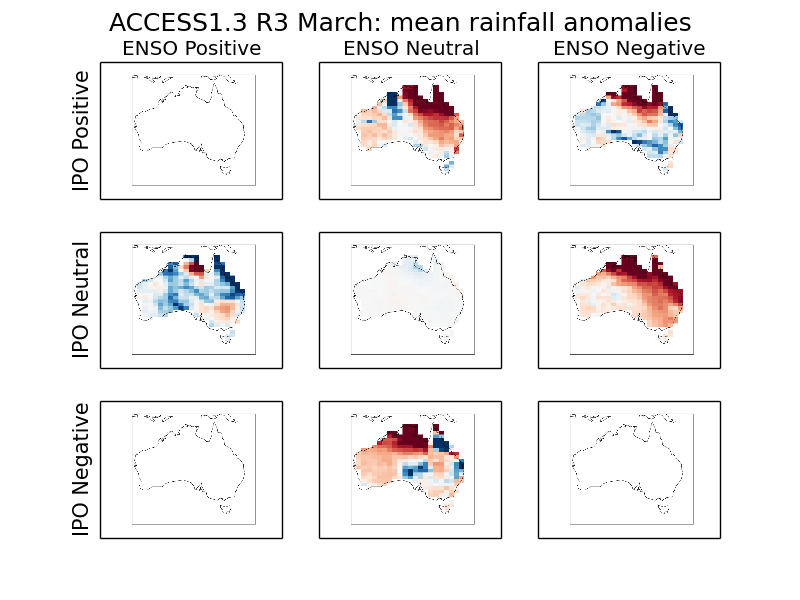 ACCESS1.3 R3 March: mean rainfall anomalies
ENSO Positive
ENSO Neutral
ENSO Negative
IPO Positive
IPO Neutral
IPO Negative